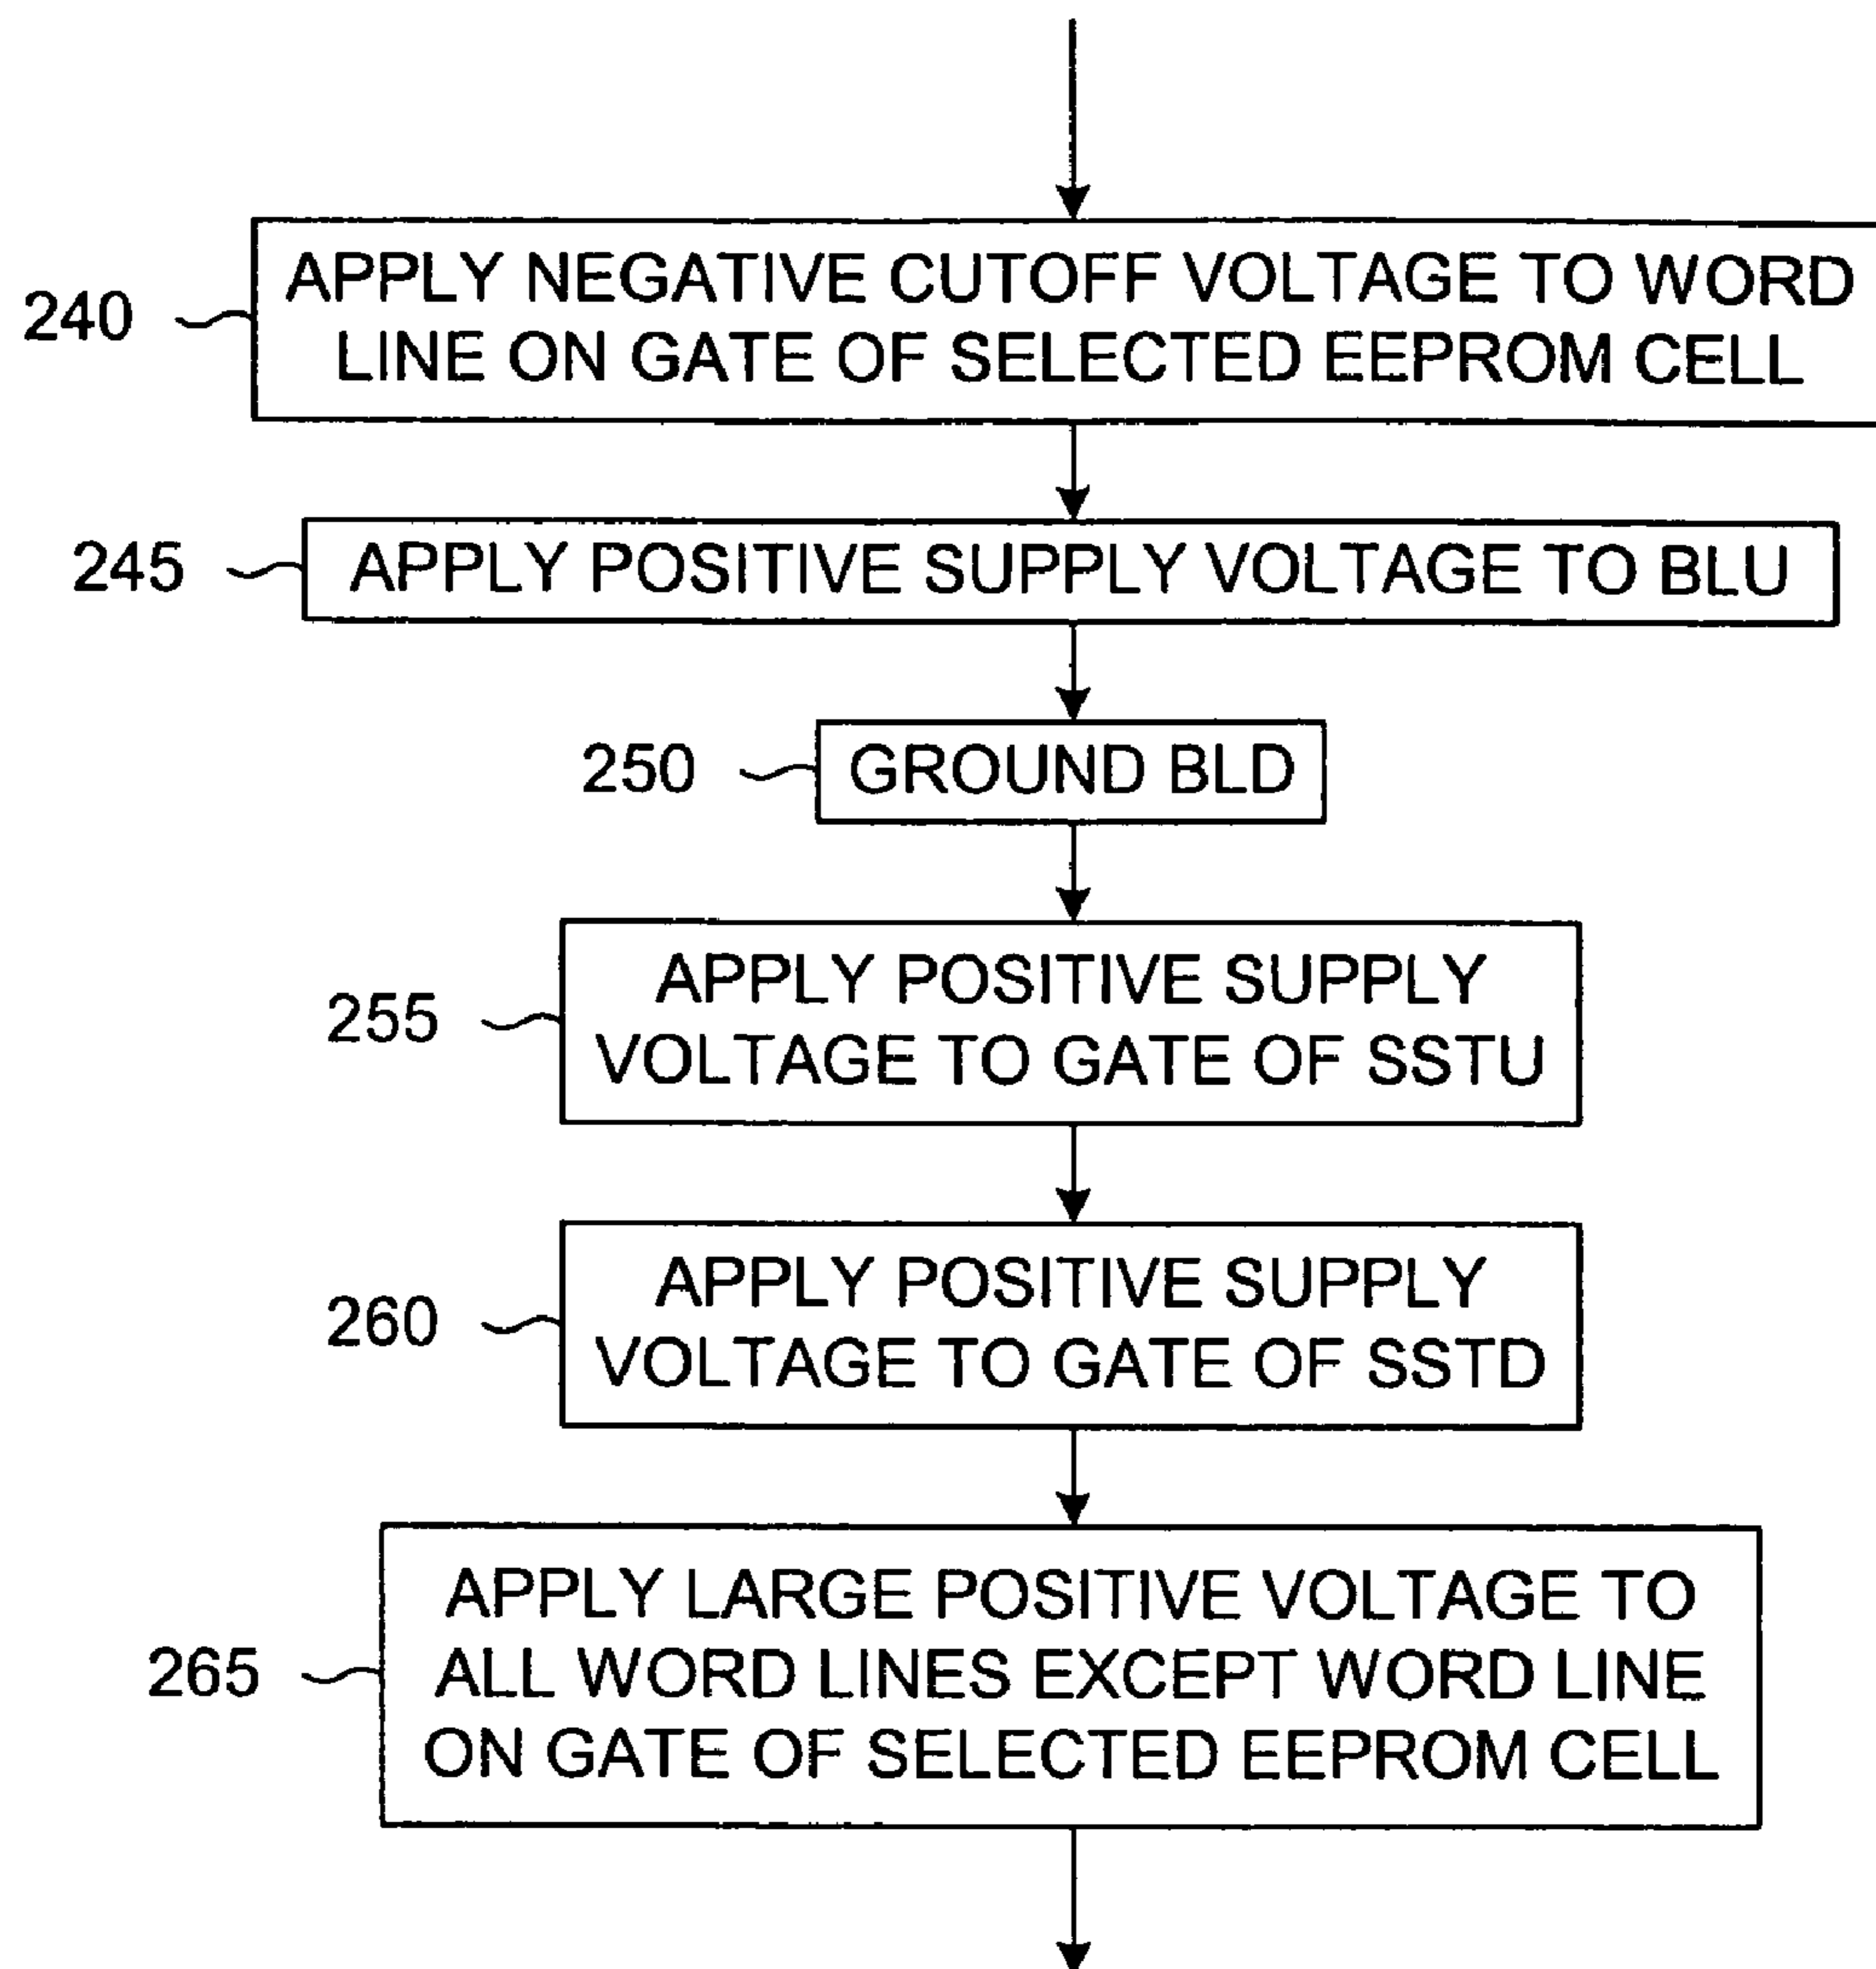 240
APPLY NEGATIVE CUTOFF VOLTAGE TO WORD
LINE ON GATE OF SELECTED EEPROM CELL
245
APPLY POSITIVE SUPPLY VOLTAGE TO BLU
250
GROUND BLD
255
APPLY POSITIVE SUPPLY
VOLTAGE TO GATE OF SSTU
260
APPLY POSITIVE SUPPLY
VOLTAGE TO GATE OF SSTD
265
APPLY LARGE POSITIVE VOLTAGE TO
ALL WORD LINES EXCEPT WORD LINE
ON GATE OF SELECTED EEPROM CELL